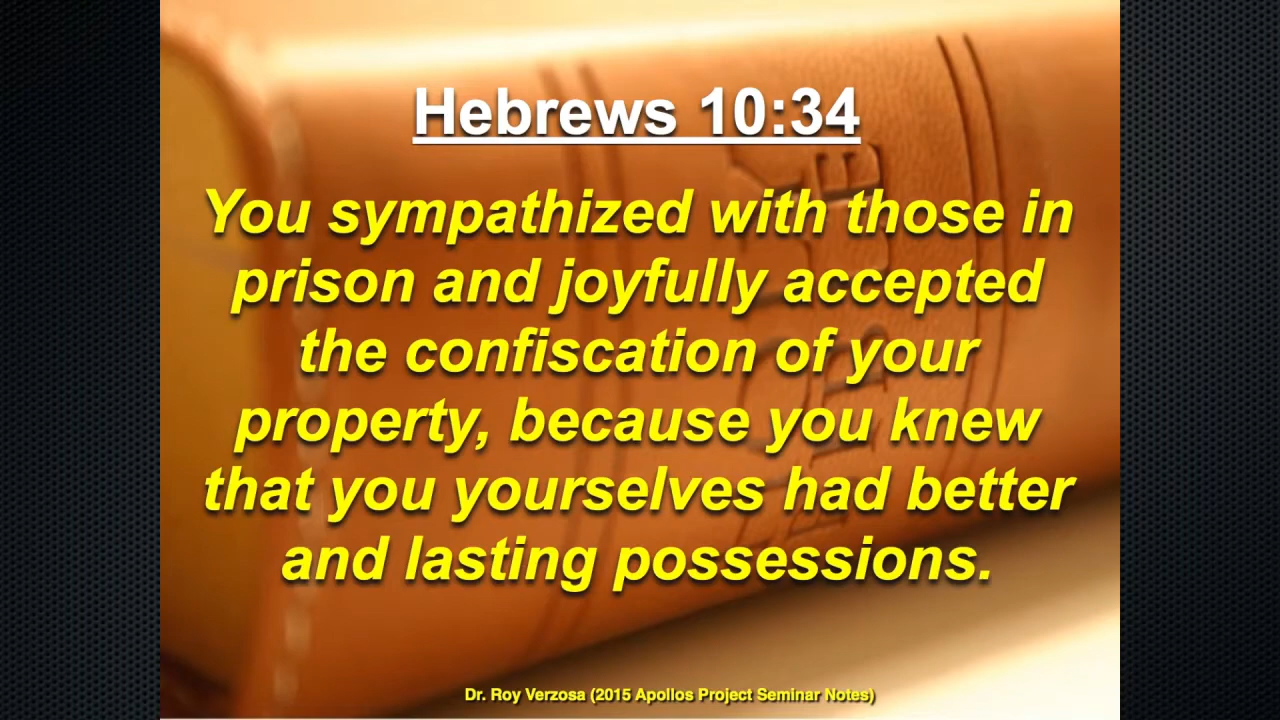 Hebrews 10:34
You sympathized with those in
prison and joyfully accepted
the confiscation of your
property, because you knew
that you yourselves had better
and lasting possessions.
Dr. Roy Verzosa (2015 Apollos Project Seminar Notes)